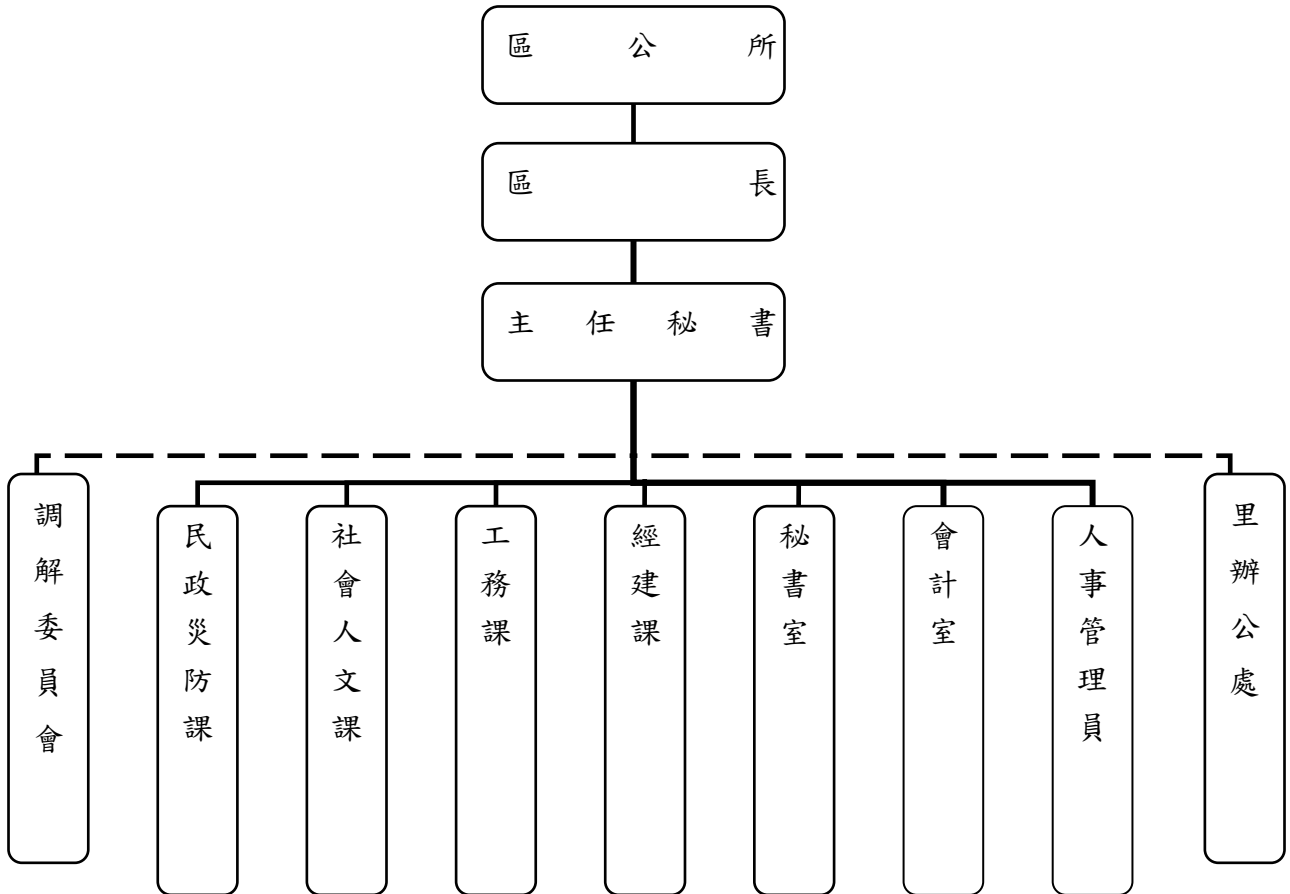 區公所
區長
主任秘書
調解委員會
民政災防課
社會人文課
工務課
經建課
秘書室
會計室
人事管理員
里辦公處